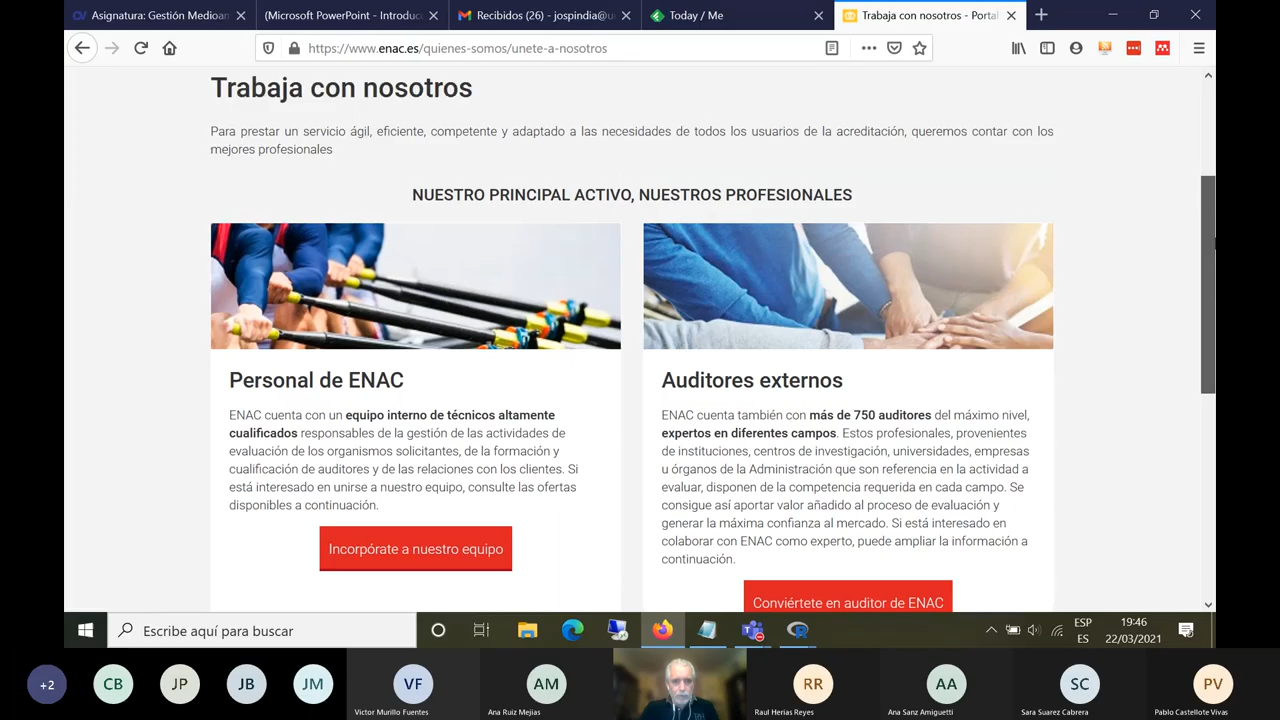 Asignatura: Gestión Medioan
(Microsoft PowerPoint - Introduc
Recibidos (26) - jospindia@u
Today / Me
Trabaja con nosotros - Portal
https://www.enac.es/quienes-somos/unete-a-nosotros
Trabaja con nosotros
Para prestar un servicio ágil, eficiente, competente y adaptado a las necesidades de todos los usuarios de la acreditación, queremos contar con los
mejores profesionales
NUESTRO PRINCIPAL ACTIVO, NUESTROS PROFESIONALES
Personal de ENAC
ENAC cuenta con un equipo interno de técnicos altamente
cualificados responsables de la gestión de las actividades de
evaluación de los organismos solicitantes, de la formación y
cualificación de auditores y de las relaciones con los clientes. Si
está interesado en unirse a nuestro equipo, consulte las ofertas
disponibles a continuación.
Incorpórate a nuestro equipo
Auditores externos
ENAC cuenta también con más de 750 auditores del máximo nivel,
expertos en diferentes campos. Estos profesionales, provenientes
de instituciones, centros de investigación, universidades, empresas
u órganos de la Administración que son referencia en la actividad a
evaluar, disponen de la competencia requerida en cada campo. Se
consigue así aportar valor añadido al proceso de evaluación y
generar la máxima confianza al mercado. Si está interesado en
colaborar con ENAC como experto, puede ampliar la información a
continuación.
Conviértete en auditor de ENAC
Escribe aquí para buscar
ESP
ES
19:46
22/03/2021
+2
CB
JP
JB
JM
VF
Victor Murillo Fuentes
AM
Ana Ruiz Mejias
RR
Raul Herias Reyes
AA
Ana Sanz Amiguetti
SC
Sara Suarez Cabrera
PV
Pablo Castellote Vivas